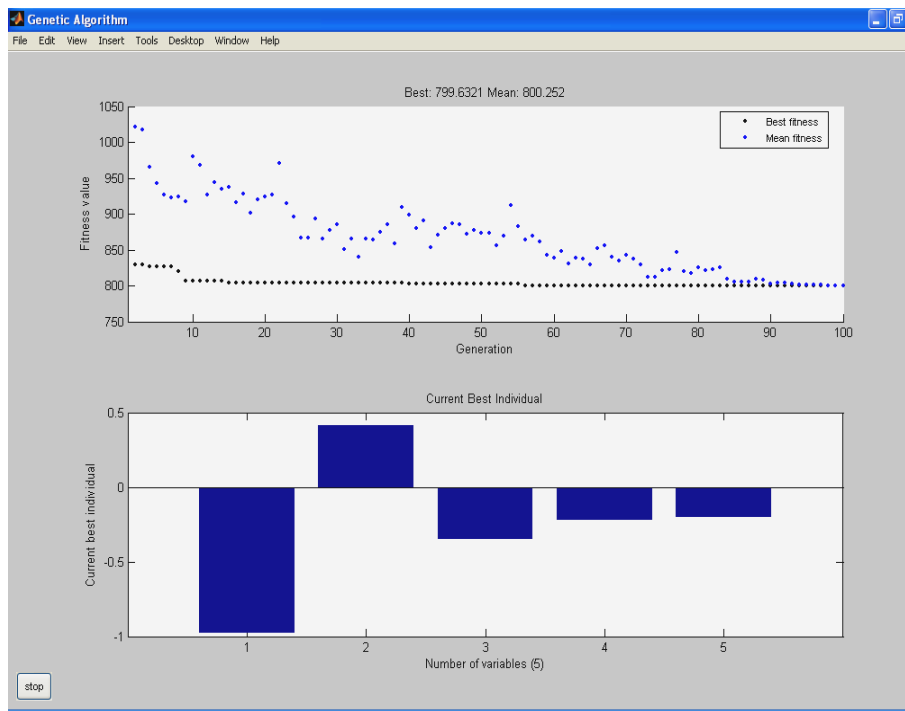 Genetic Algorithm
File Edit View Insert Tools Desktop Window Help
Best: 799.6321 Mean: 800.252
1050
1000
950
900
850
800
750
Fitness value
Best fitness
Mean fitness
10 20 30 40 50 60 70 80 90 100
Generation
Current Best Individual
0.5
0
-0.5
-1
Current best individual
1 2 3 4 5
Number of variables (5)
stop